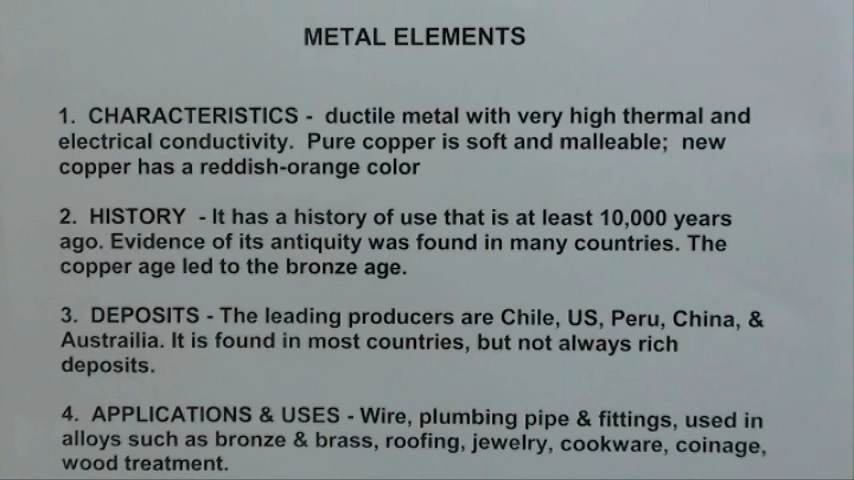 METAL ELEMENTS
1. CHARACTERISTICS - ductile metal with very high thermal and
electrical conductivity. Pure copper is soft and malleable; new
copper has a reddish-orange color
2. HISTORY - It has a history of use that is at least 10,000 years
ago. Evidence of its antiquity was found in many countries. The
copper age led to the bronze age.
3. DEPOSITS - The leading producers are Chile, US, Peru, China, &
Austrailia. It is found in most countries, but not always rich
deposits.
4. APPLICATIONS & USES - Wire, plumbing pipe & fittings, used in
alloys such as bronze & brass, roofing, jewelry, cookware, coinage,
wood treatment.